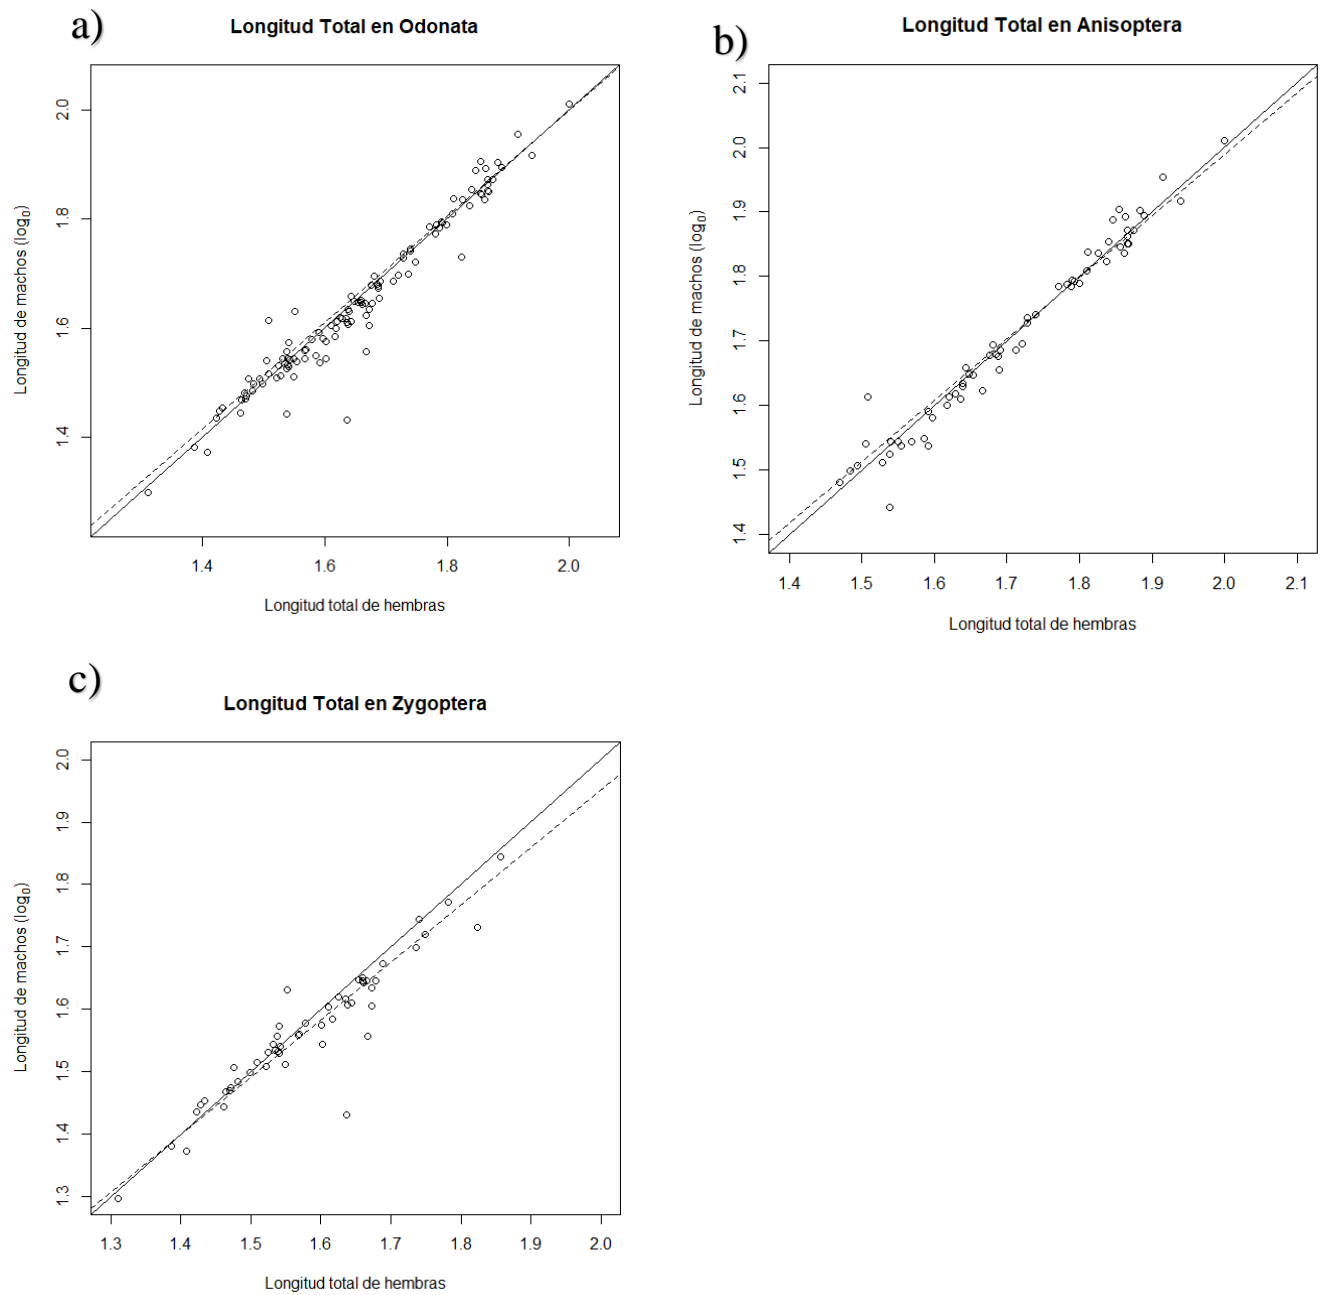 a)
Longitud Total en Odonata
Longitud de machos (log₁₀)
2.0
1.8
1.6
1.4
1.4 1.6 1.8 2.0
Longitud total de hembras
b)
Longitud Total en Anisoptera
Longitud de machos (log₁₀)
2.1
2.0
1.9
1.8
1.7
1.6
1.5
1.4
1.4 1.5 1.6 1.7 1.8 1.9 2.0 2.1
Longitud total de hembras
c)
Longitud Total en Zygoptera
Longitud de machos (log₁₀)
2.0
1.9
1.8
1.7
1.6
1.5
1.4
1.3
1.3 1.4 1.5 1.6 1.7 1.8 1.9 2.0
Longitud total de hembras